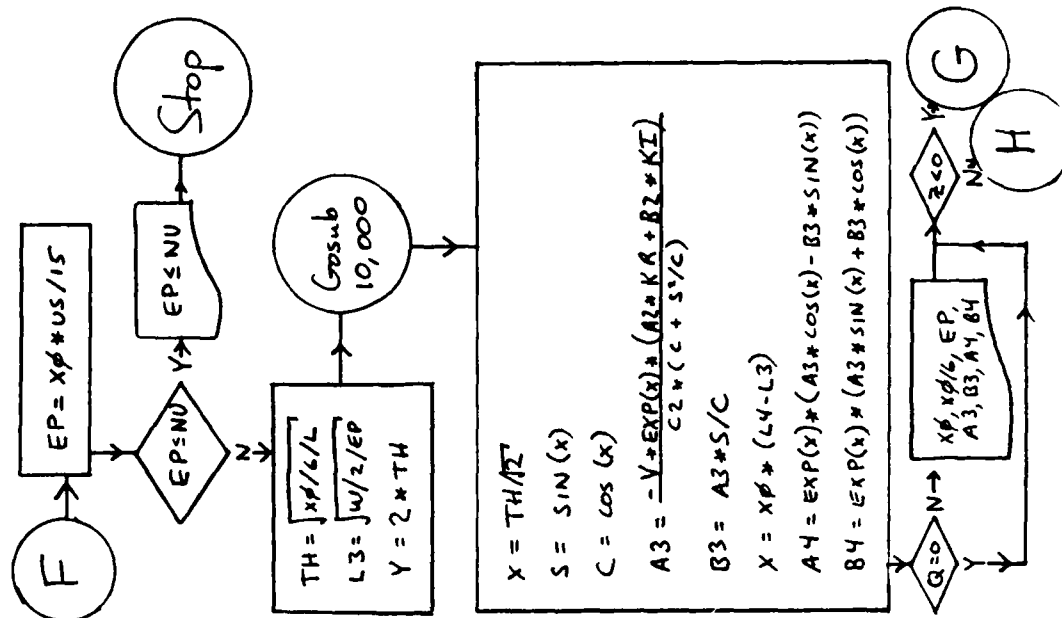 F
EP = XØ * US/15
EP≤NU
Y
EP ≤ NU
Stop
N
TH = √XØ/6/L
L3 = √W/2/EP
Y = 2 * TH
Gosub
10,000
X = TH/√2
S = SIN (X)
C = COS (X)
A3 = -V * EXP(X) * (A2 * KR + B2 * KI)
C2 * (C + S²/C)
B3 = A3 * S/C
X = XØ * (L4 - L3)
A4 = EXP(X) * (A3 * COS(X) - B3 * SIN(X))
B4 = EXP(X) * (A3 * SIN(X) + B3 * COS(X))
Q=0
N
Y
XØ, XØ/6, EP,
A3, B3, A4, B4
Z<0
Y
N
G
H